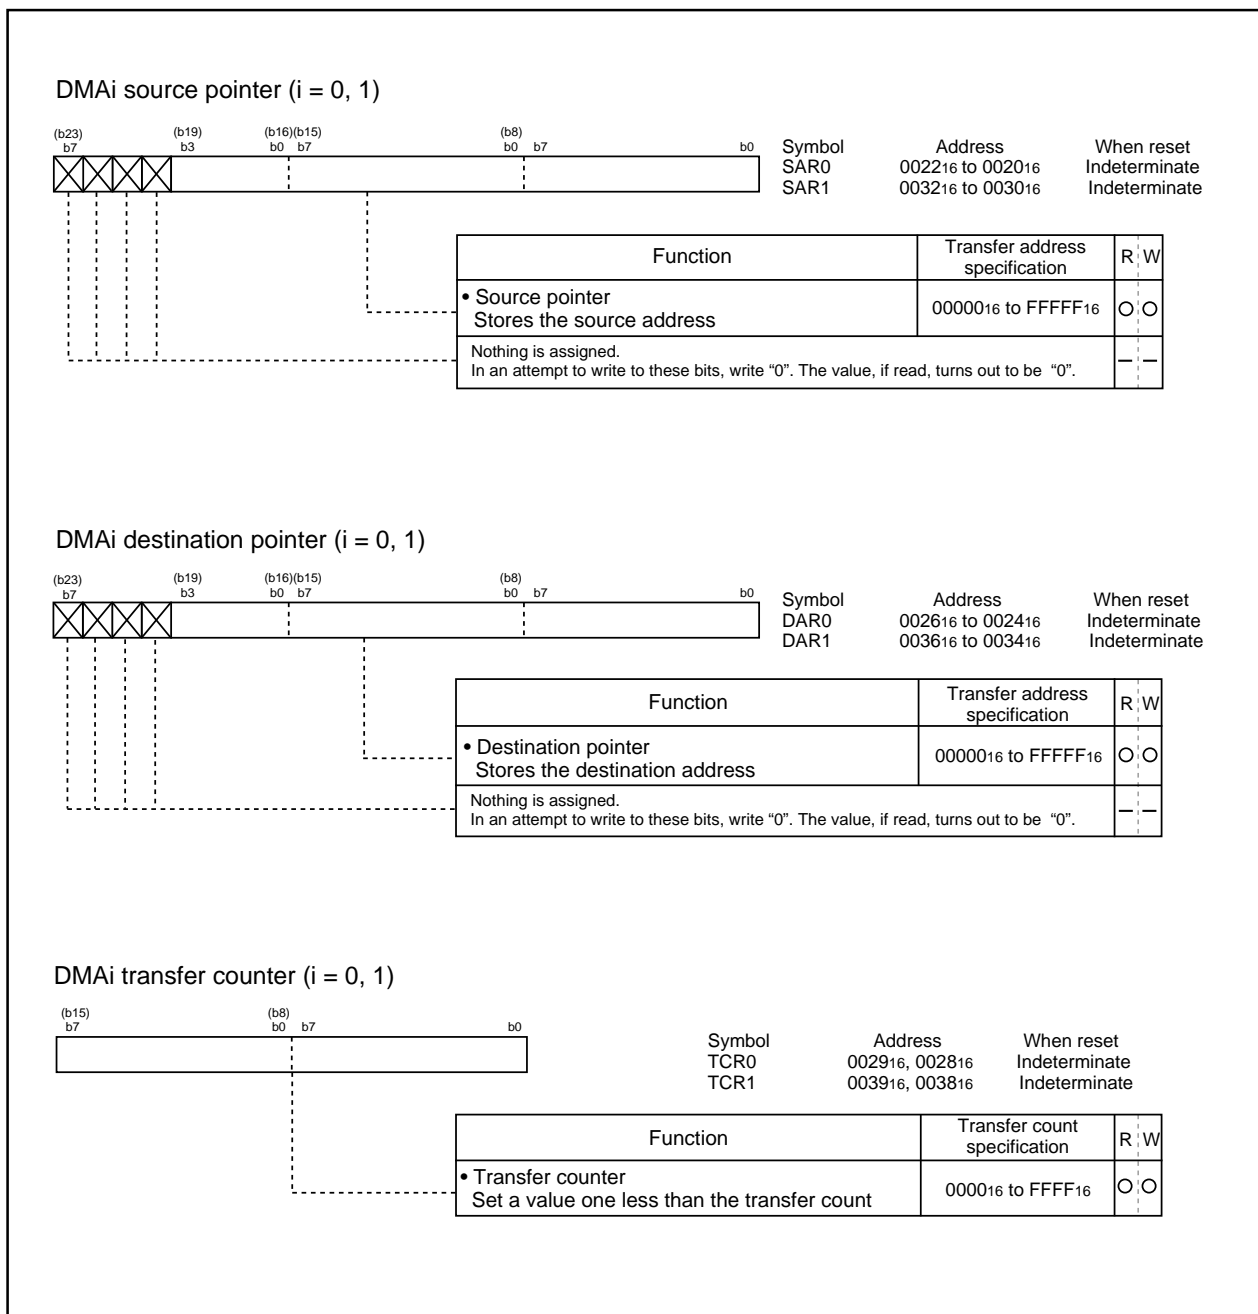 DMAi source pointer (i = 0, 1)
(b23) (b19) (b16)(b15) (b8)
b7 b3 b0 b7 b0 b7 b0
Symbol Address When reset
SAR0 002216 to 002016 Indeterminate
SAR1 003216 to 003016 Indeterminate
Function Transfer address specification R W
• Source pointer
Stores the source address 0000016 to FFFFF16
Nothing is assigned.
In an attempt to write to these bits, write “0”. The value, if read, turns out to be “0”.
DMAi destination pointer (i = 0, 1)
(b23) (b19) (b16)(b15) (b8)
b7 b3 b0 b7 b0 b7 b0
Symbol Address When reset
DAR0 002616 to 002416 Indeterminate
DAR1 003616 to 003416 Indeterminate
Function Transfer address specification R W
• Destination pointer
Stores the destination address 0000016 to FFFFF16
Nothing is assigned.
In an attempt to write to these bits, write “0”. The value, if read, turns out to be “0”.
DMAi transfer counter (i = 0, 1)
(b15) (b8)
b7 b0 b7 b0
Symbol Address When reset
TCR0 002916, 002816 Indeterminate
TCR1 003916, 003816 Indeterminate
Function Transfer count specification R W
• Transfer counter
Set a value one less than the transfer count 000016 to FFFF16